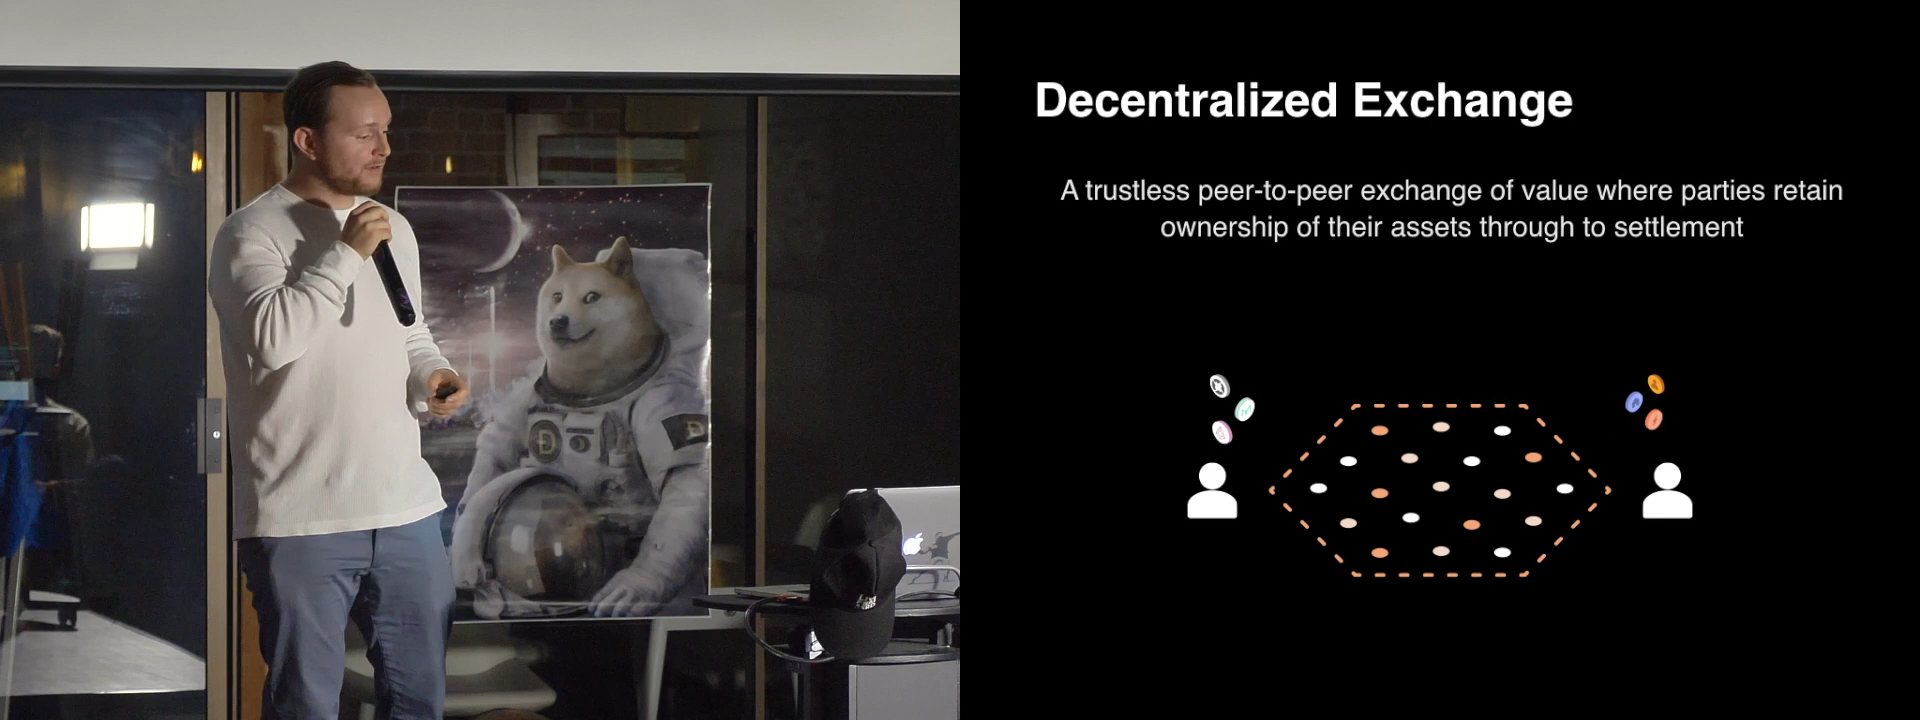 Decentralized Exchange
A trustless peer-to-peer exchange of value where parties retain
ownership of their assets through to settlement